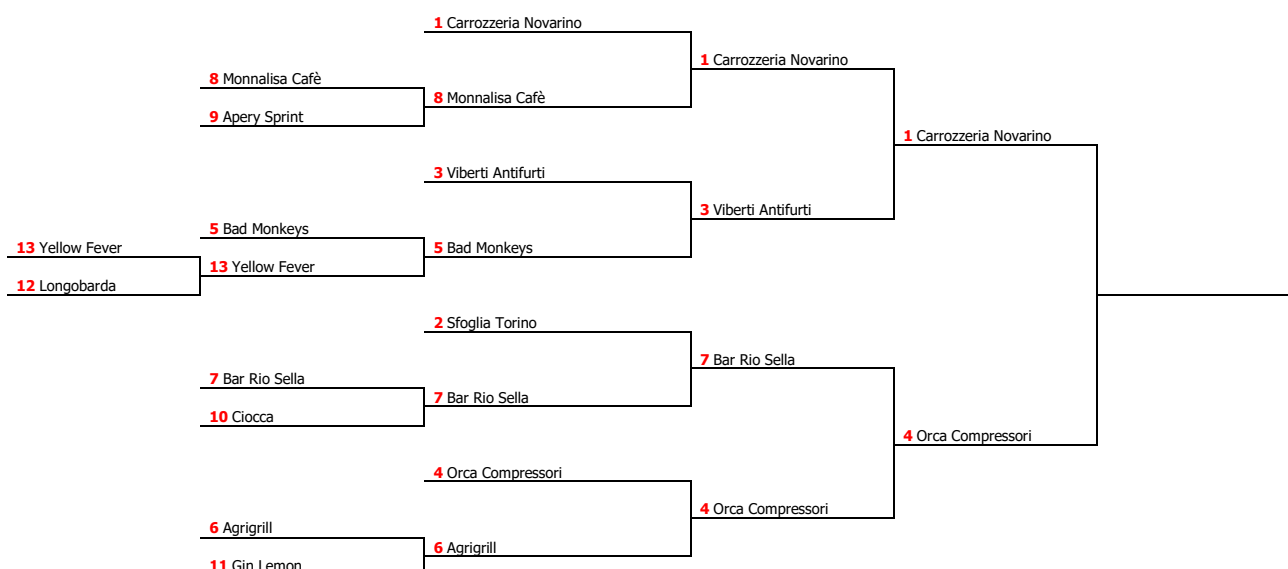 1 Carrozzeria Novarino
1 Carrozzeria Novarino
8 Monnalisa Cafè
8 Monnalisa Cafè
9 Apery Sprint
1 Carrozzeria Novarino
3 Viberti Antifurti
3 Viberti Antifurti
5 Bad Monkeys
13 Yellow Fever
5 Bad Monkeys
13 Yellow Fever
12 Longobarda
2 Sfoglia Torino
7 Bar Rio Sella
7 Bar Rio Sella
7 Bar Rio Sella
10 Ciocca
4 Orca Compressori
4 Orca Compressori
4 Orca Compressori
6 Agrigrill
6 Agrigrill
11 Gin Lemon